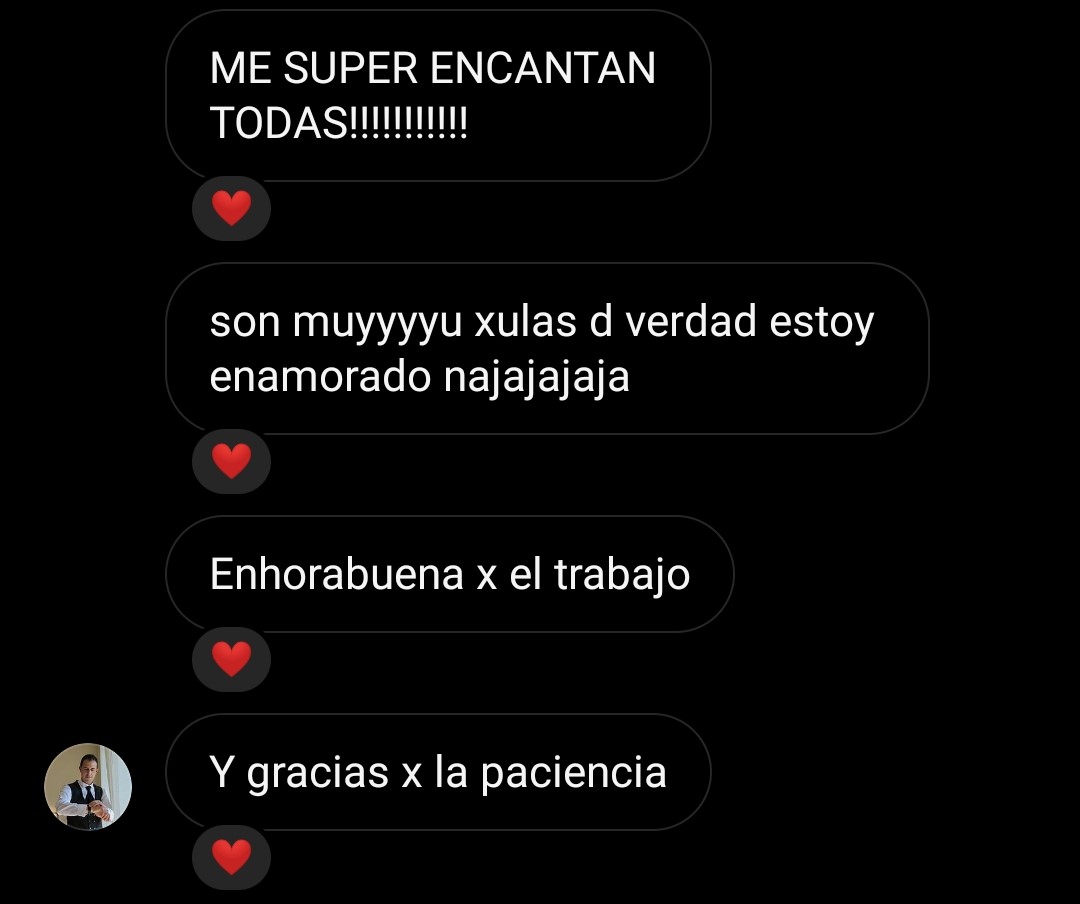 ME SUPER ENCANTAN
TODAS!!!!!!!!!!!
son muyyyyu xulas d verdad estoy
enamorado najajajaja
Enhorabuena x el trabajo
Y gracias x la paciencia